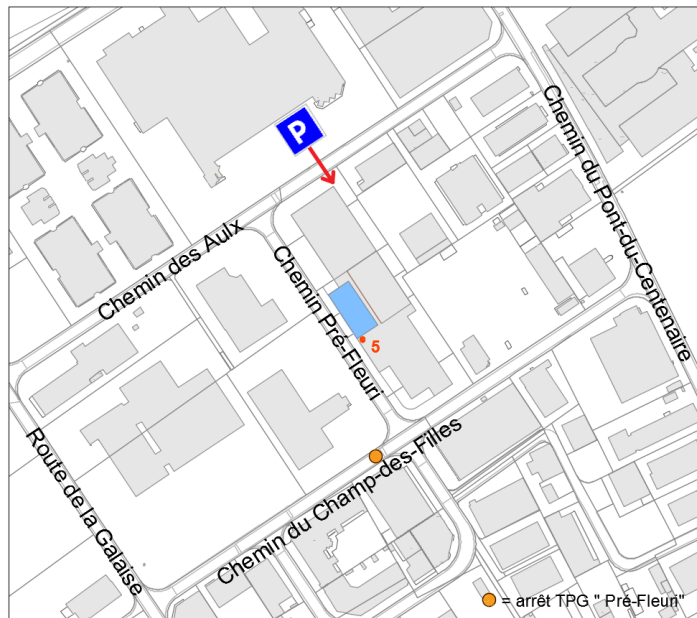 P
Chemin du Pont-du-Centenaire
Chemin des Aulx
Chemin Pré-Fleuri
5
Route de la Galaise
Chemin du Champ-des-Filles
= arrêt TPG " Pré-Fleuri"